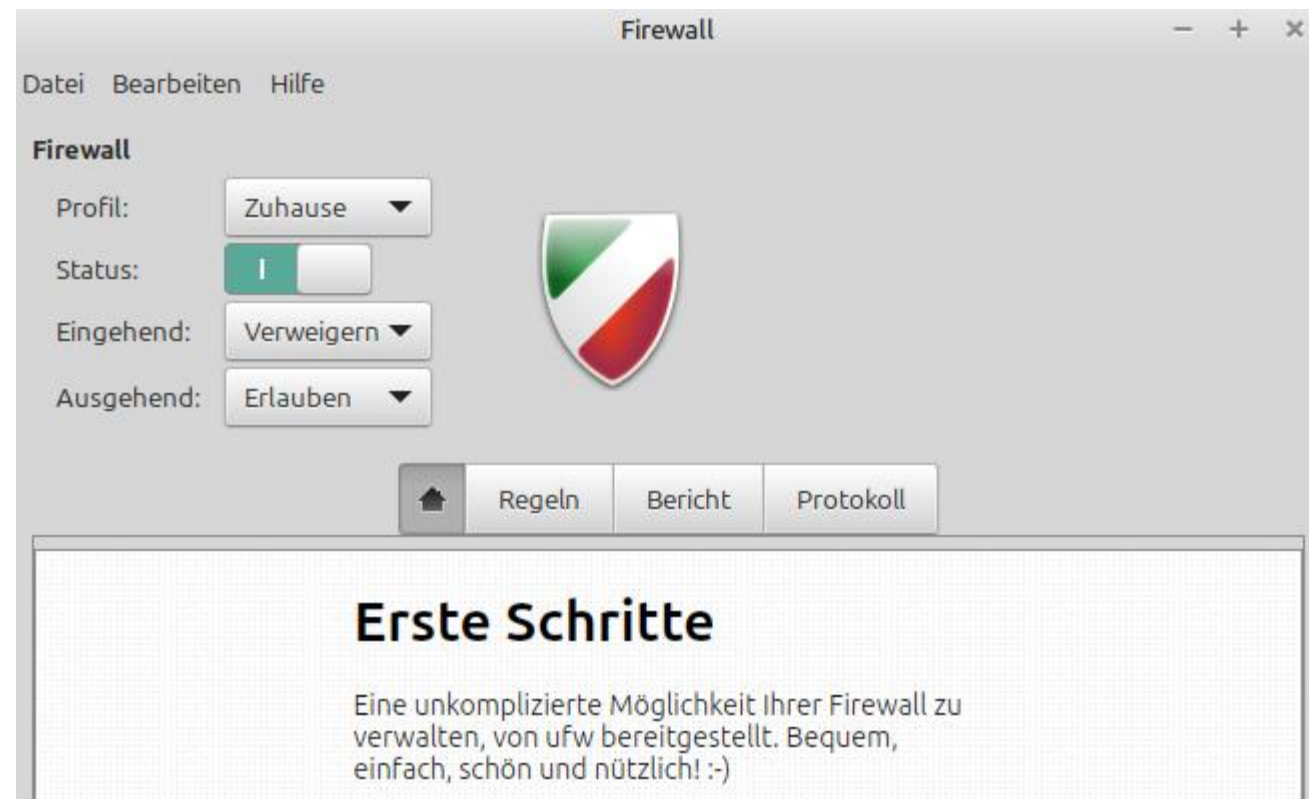 Firewall
Datei Bearbeiten Hilfe
Firewall
Profil: Zuhause
Status:
Eingehend: Verweigern
Ausgehend: Erlauben
Regeln Bericht Protokoll
Erste Schritte
Eine unkomplizierte Möglichkeit Ihrer Firewall zu
verwalten, von ufw bereitgestellt. Bequem,
einfach, schön und nützlich! :-)